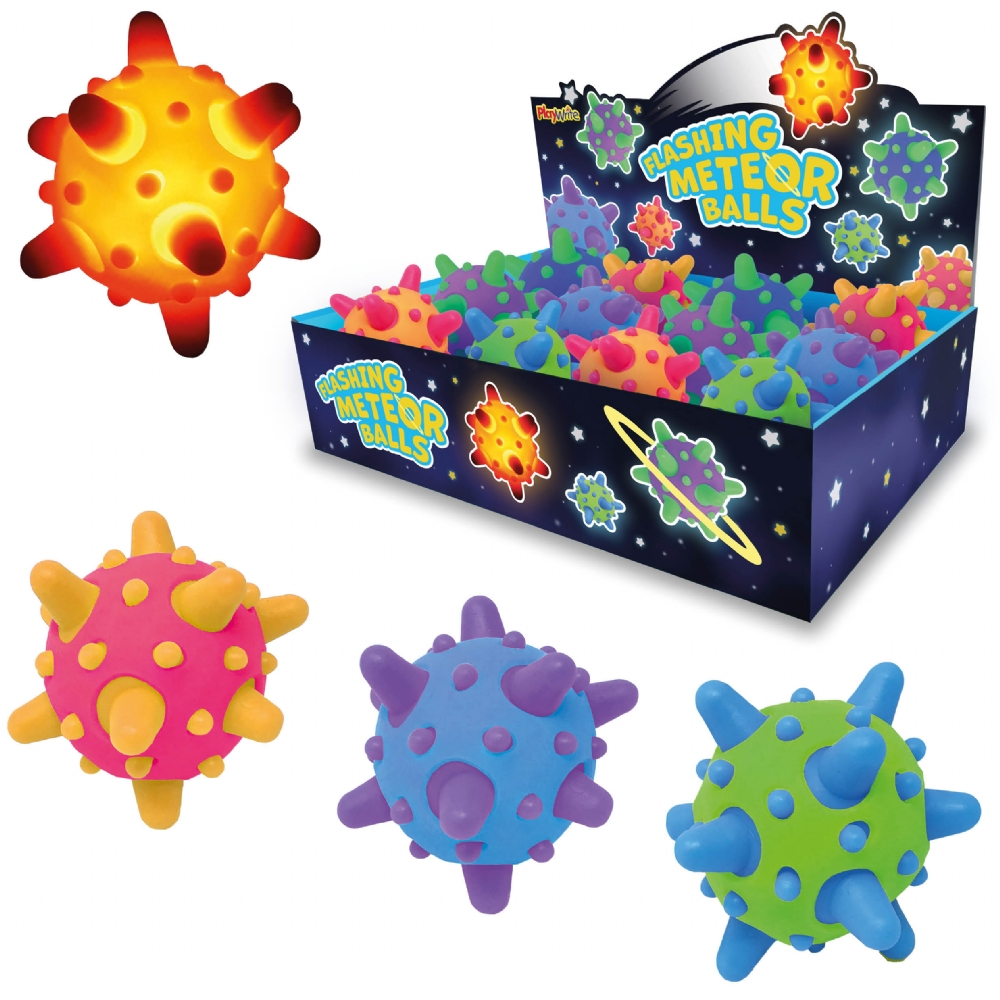 PlayWrite
FLASHING
METEOR
BALLS
FLASHING
METEOR
BALLS